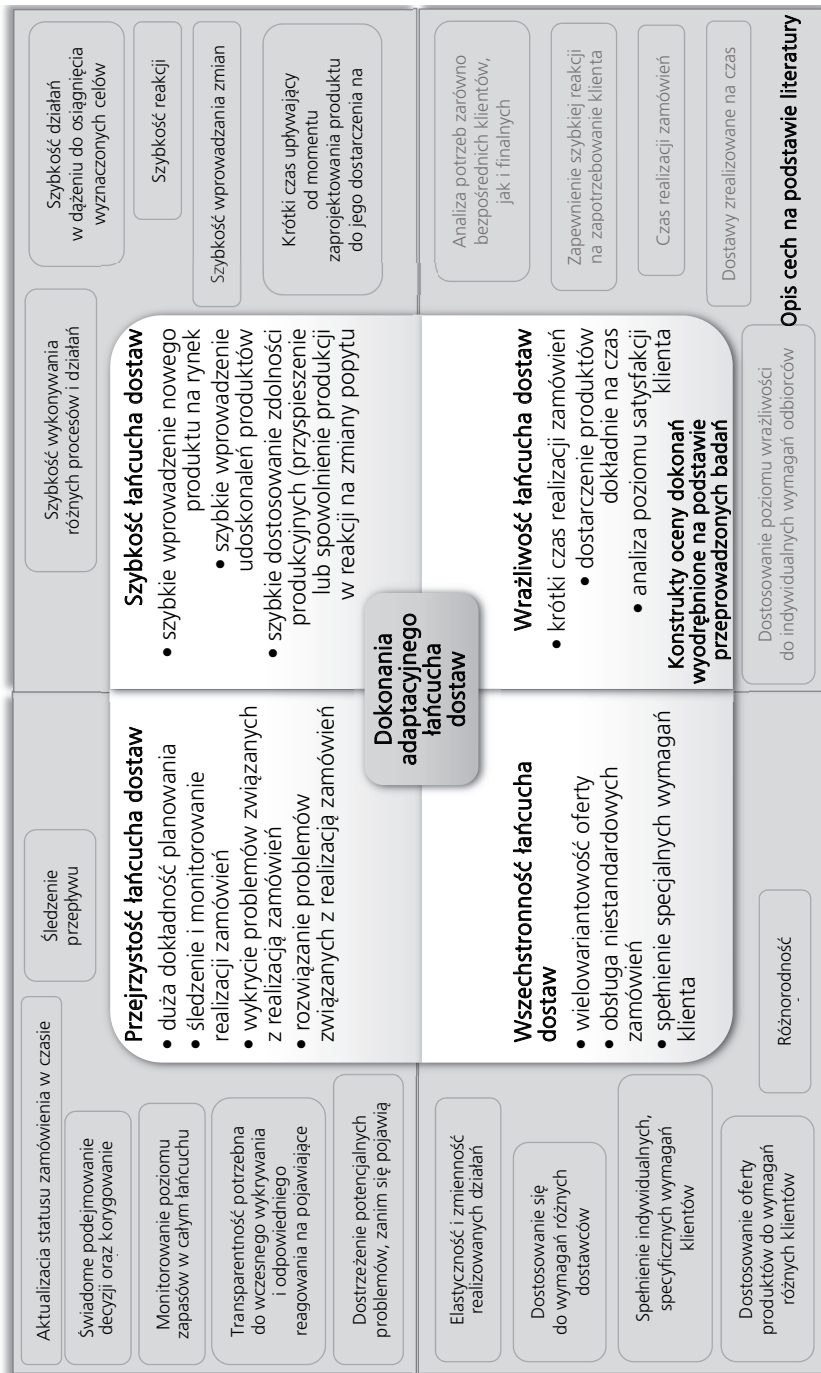 Aktualizacia statusu zamówienia w czasie
Świadome podejmowanie
decyzji oraz korygowanie
Monitorowanie poziomu
zapasów w całym łańcuchu
Transparentność potrzebna
do wczesnego wykrywania
i odpowiedniego
reagowania na pojawiające
Dostrzeżenie potencjalnych
problemów, zanim się pojawią
Śledzenie
przepływu
Przejrzystość łańcucha dostaw
• duża dokładność planowania
• śledzenie i monitorowanie
realizacji zamówień
• wykrycie problemów związanych
z realizacją zamówień
• rozwiązanie problemów
związanych z realizacją zamówień
Szybkość wykonywania
różnych procesów i działań
Szybkość działań
w dążeniu do osiągnięcia
wyznaczonych celów
Szybkość reakcji
Szybkość wprowadzania zmian
Krótki czas upływający
od momentu
zaprojektowania produktu
do jego dostarczenia na
Szybkość łańcucha dostaw
• szybkie wprowadzenie nowego
produktu na rynek
• szybkie wprowadzenie
udoskonaleń produktów
• szybkie dostosowanie zdolności
produkcyjnych (przyspieszenie
lub spowolnienie produkcji
w reakcji na zmiany popytu
Dokonania
adaptacyjnego
łańcucha
dostaw
Elastyczność i zmienność
realizowanych działań
Dostosowanie się
do wymagań różnych
dostawców
Spełnienie indywidualnych,
specyficznych wymagań
klientów
Dostosowanie oferty
produktów do wymagań
różnych klientów
Różnorodność
Wszechstronność łańcucha
dostaw
• wielowariantowość oferty
• obsługa niestandardowych
zamówień
• spełnienie specjalnych wymagań
klienta
Wrażliwość łańcucha dostaw
• krótki czas realizacji zamówień
• dostarczenie produktów
dokładnie na czas
• analiza poziomu satysfakcji
klienta
Konstrukty oceny dokonań
wyodrębnione na podstawie
przeprowadzonych badań
Analiza potrzeb zarówno
bezpośrednich klientów,
jak i finalnych
Zapewnienie szybkiej reakcji
na zapotrzebowanie klienta
Czas realizacji zamówień
Dostawy zrealizowane na czas
Dostosowanie poziomu wrażliwości
do indywidualnych wymagań odbiorców
Opis cech na podstawie literatury